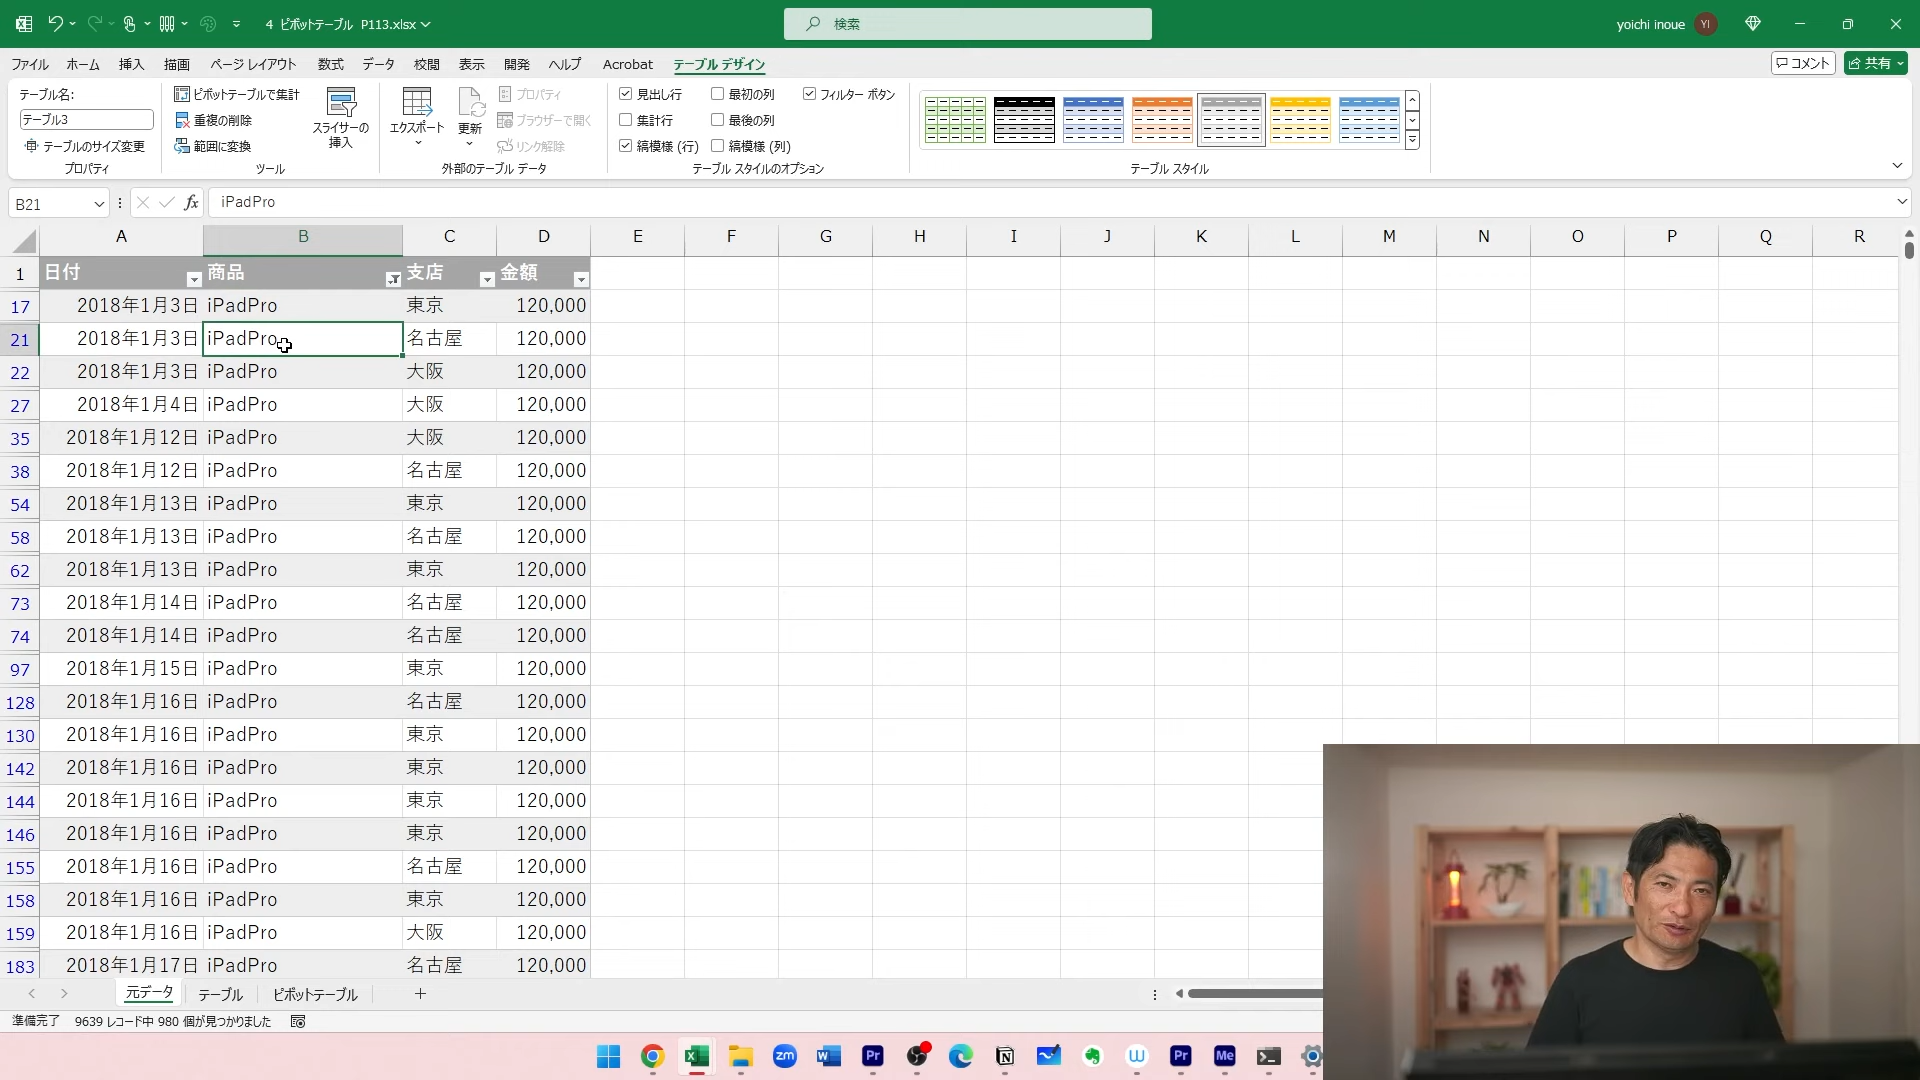 4 ピボットテーブル P113.xlsx
検索
yoichi inoue
YI
ファイル ホーム 挿入 描画 ページ レイアウト 数式 データ 校閲 表示 開発 ヘルプ Acrobat テーブル デザイン
コメント
共有
テーブル名:
テーブル3
テーブルのサイズ変更
プロパティ
ピボットテーブルで集計
重複の削除
範囲に変換
スライサーの
挿入
ツール
エクスポート
更新
プロパティ
ブラウザーで開く
リンク解除
外部のテーブル データ
見出し行
集計行
縞模様 (行)
最初の列
最後の列
縞模様 (列)
フィルター ボタン
テーブル スタイルのオプション
テーブル スタイル
B21
fx
iPadPro
A B C D E F G H I J K L M N O P Q R
1 日付 商品 支店 金額
17 2018年1月3日 iPadPro 東京 120,000
21 2018年1月3日 iPadPro 名古屋 120,000
22 2018年1月3日 iPadPro 大阪 120,000
27 2018年1月4日 iPadPro 大阪 120,000
35 2018年1月12日 iPadPro 大阪 120,000
38 2018年1月12日 iPadPro 名古屋 120,000
54 2018年1月13日 iPadPro 東京 120,000
58 2018年1月13日 iPadPro 名古屋 120,000
62 2018年1月13日 iPadPro 東京 120,000
73 2018年1月14日 iPadPro 名古屋 120,000
74 2018年1月14日 iPadPro 名古屋 120,000
97 2018年1月15日 iPadPro 東京 120,000
128 2018年1月16日 iPadPro 名古屋 120,000
130 2018年1月16日 iPadPro 東京 120,000
142 2018年1月16日 iPadPro 東京 120,000
144 2018年1月16日 iPadPro 東京 120,000
146 2018年1月16日 iPadPro 東京 120,000
155 2018年1月16日 iPadPro 名古屋 120,000
158 2018年1月16日 iPadPro 東京 120,000
159 2018年1月16日 iPadPro 大阪 120,000
183 2018年1月17日 iPadPro 名古屋 120,000
元データ テーブル ピボットテーブル
準備完了 9639 レコード中 980 個が見つかりました
zm
W
Pr
N
W
Pr
Me